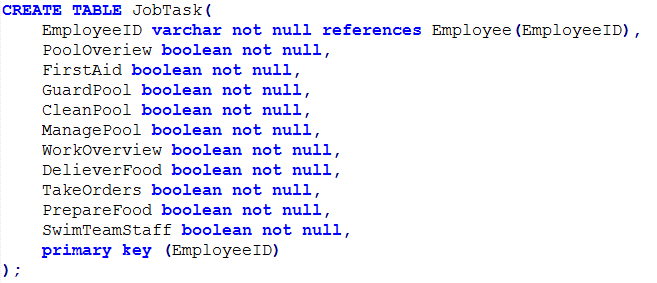 CREATE TABLE JobTask(
EmployeeID varchar not null references Employee(EmployeeID),
PoolOveriew boolean not null,
FirstAid boolean not null,
GuardPool boolean not null,
CleanPool boolean not null,
ManagePool boolean not null,
WorkOverview boolean not null,
DelieverFood boolean not null,
TakeOrders boolean not null,
PrepareFood boolean not null,
SwimTeamStaff boolean not null,
primary key (EmployeeID)
);